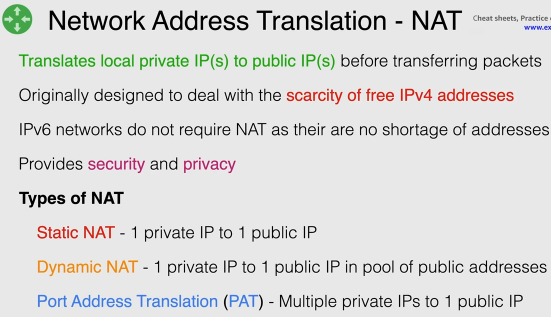 Network Address Translation - NAT
Cheat sheets, Practice
www.ex
Translates local private IP(s) to public IP(s) before transferring packets
Originally designed to deal with the scarcity of free IPv4 addresses
IPv6 networks do not require NAT as their are no shortage of addresses
Provides security and privacy
Types of NAT
Static NAT - 1 private IP to 1 public IP
Dynamic NAT - 1 private IP to 1 public IP in pool of public addresses
Port Address Translation (PAT) - Multiple private IPs to 1 public IP